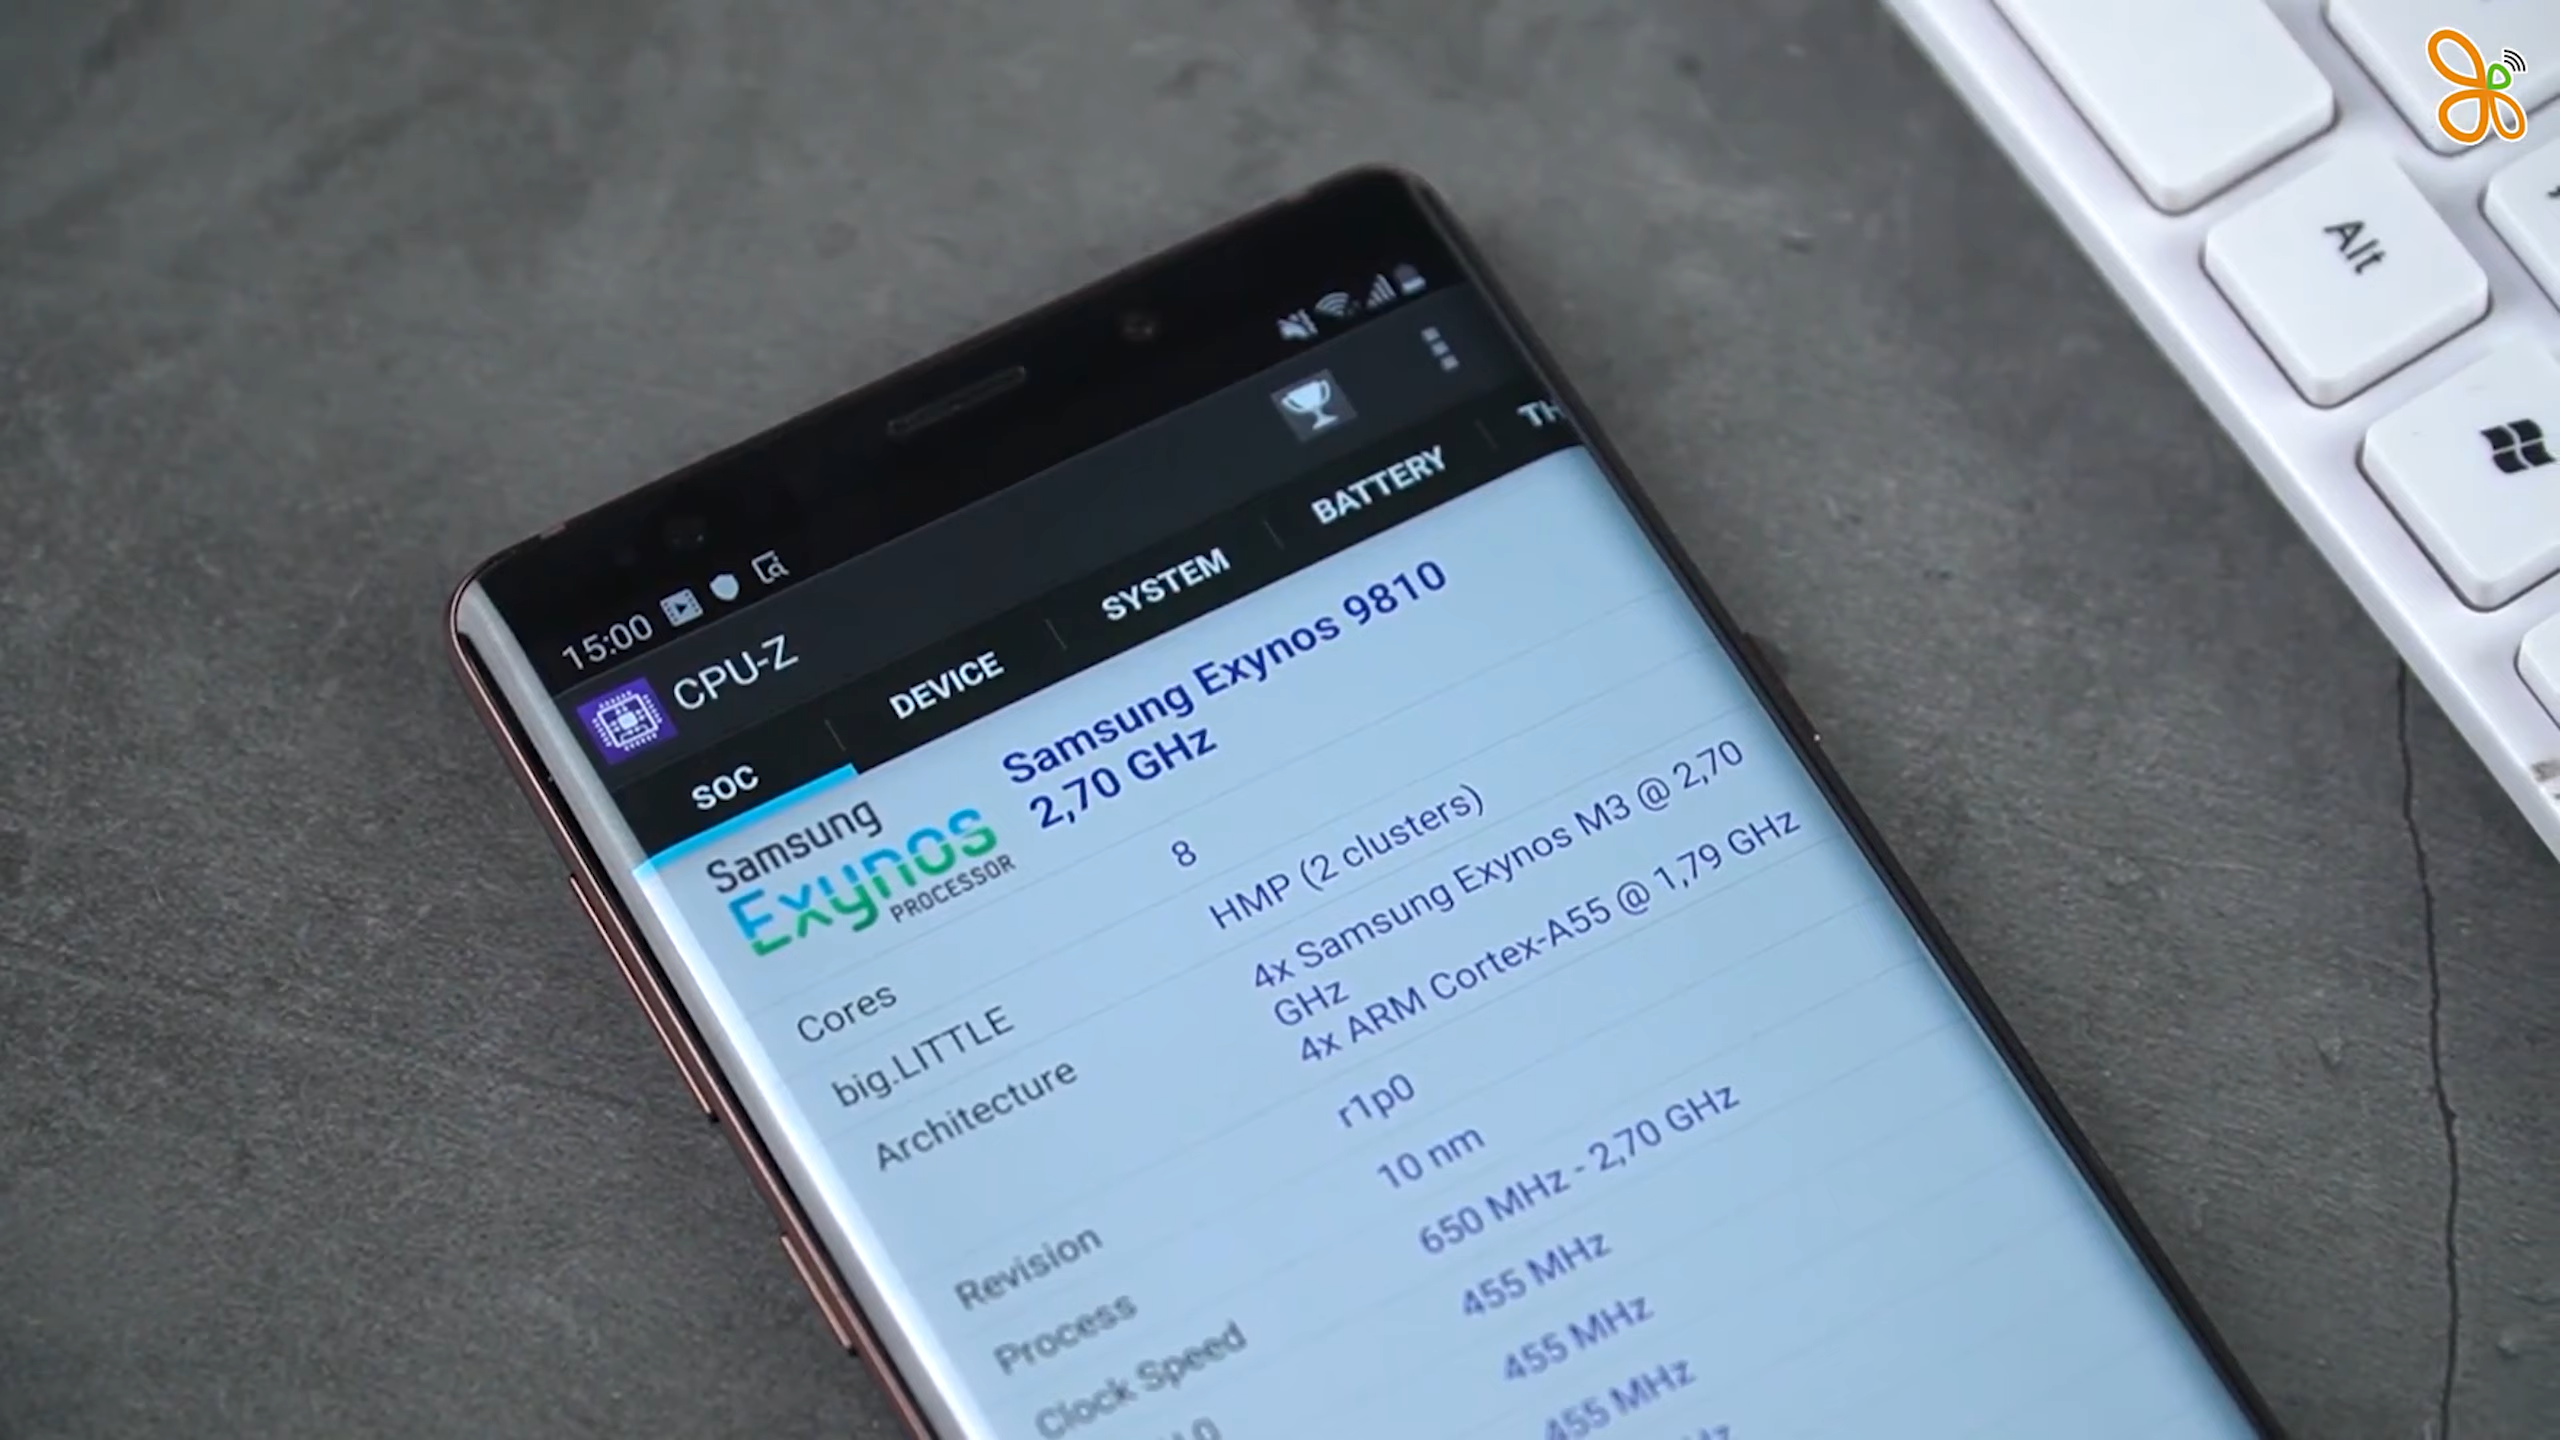 Alt
15:00
CPU-Z
SOC
DEVICE
SYSTEM
BATTERY
TH
Samsung
Exynos
PROCESSOR
Samsung Exynos 9810
2,70 GHz
Cores 8
big.LITTLE HMP (2 clusters)
Architecture 4x Samsung Exynos M3 @ 2,70
GHz
4x ARM Cortex-A55 @ 1,79 GHz
Revision r1p0
Process 10 nm
Clock Speed 650 MHz - 2,70 GHz
455 MHz
455 MHz
455 MHz